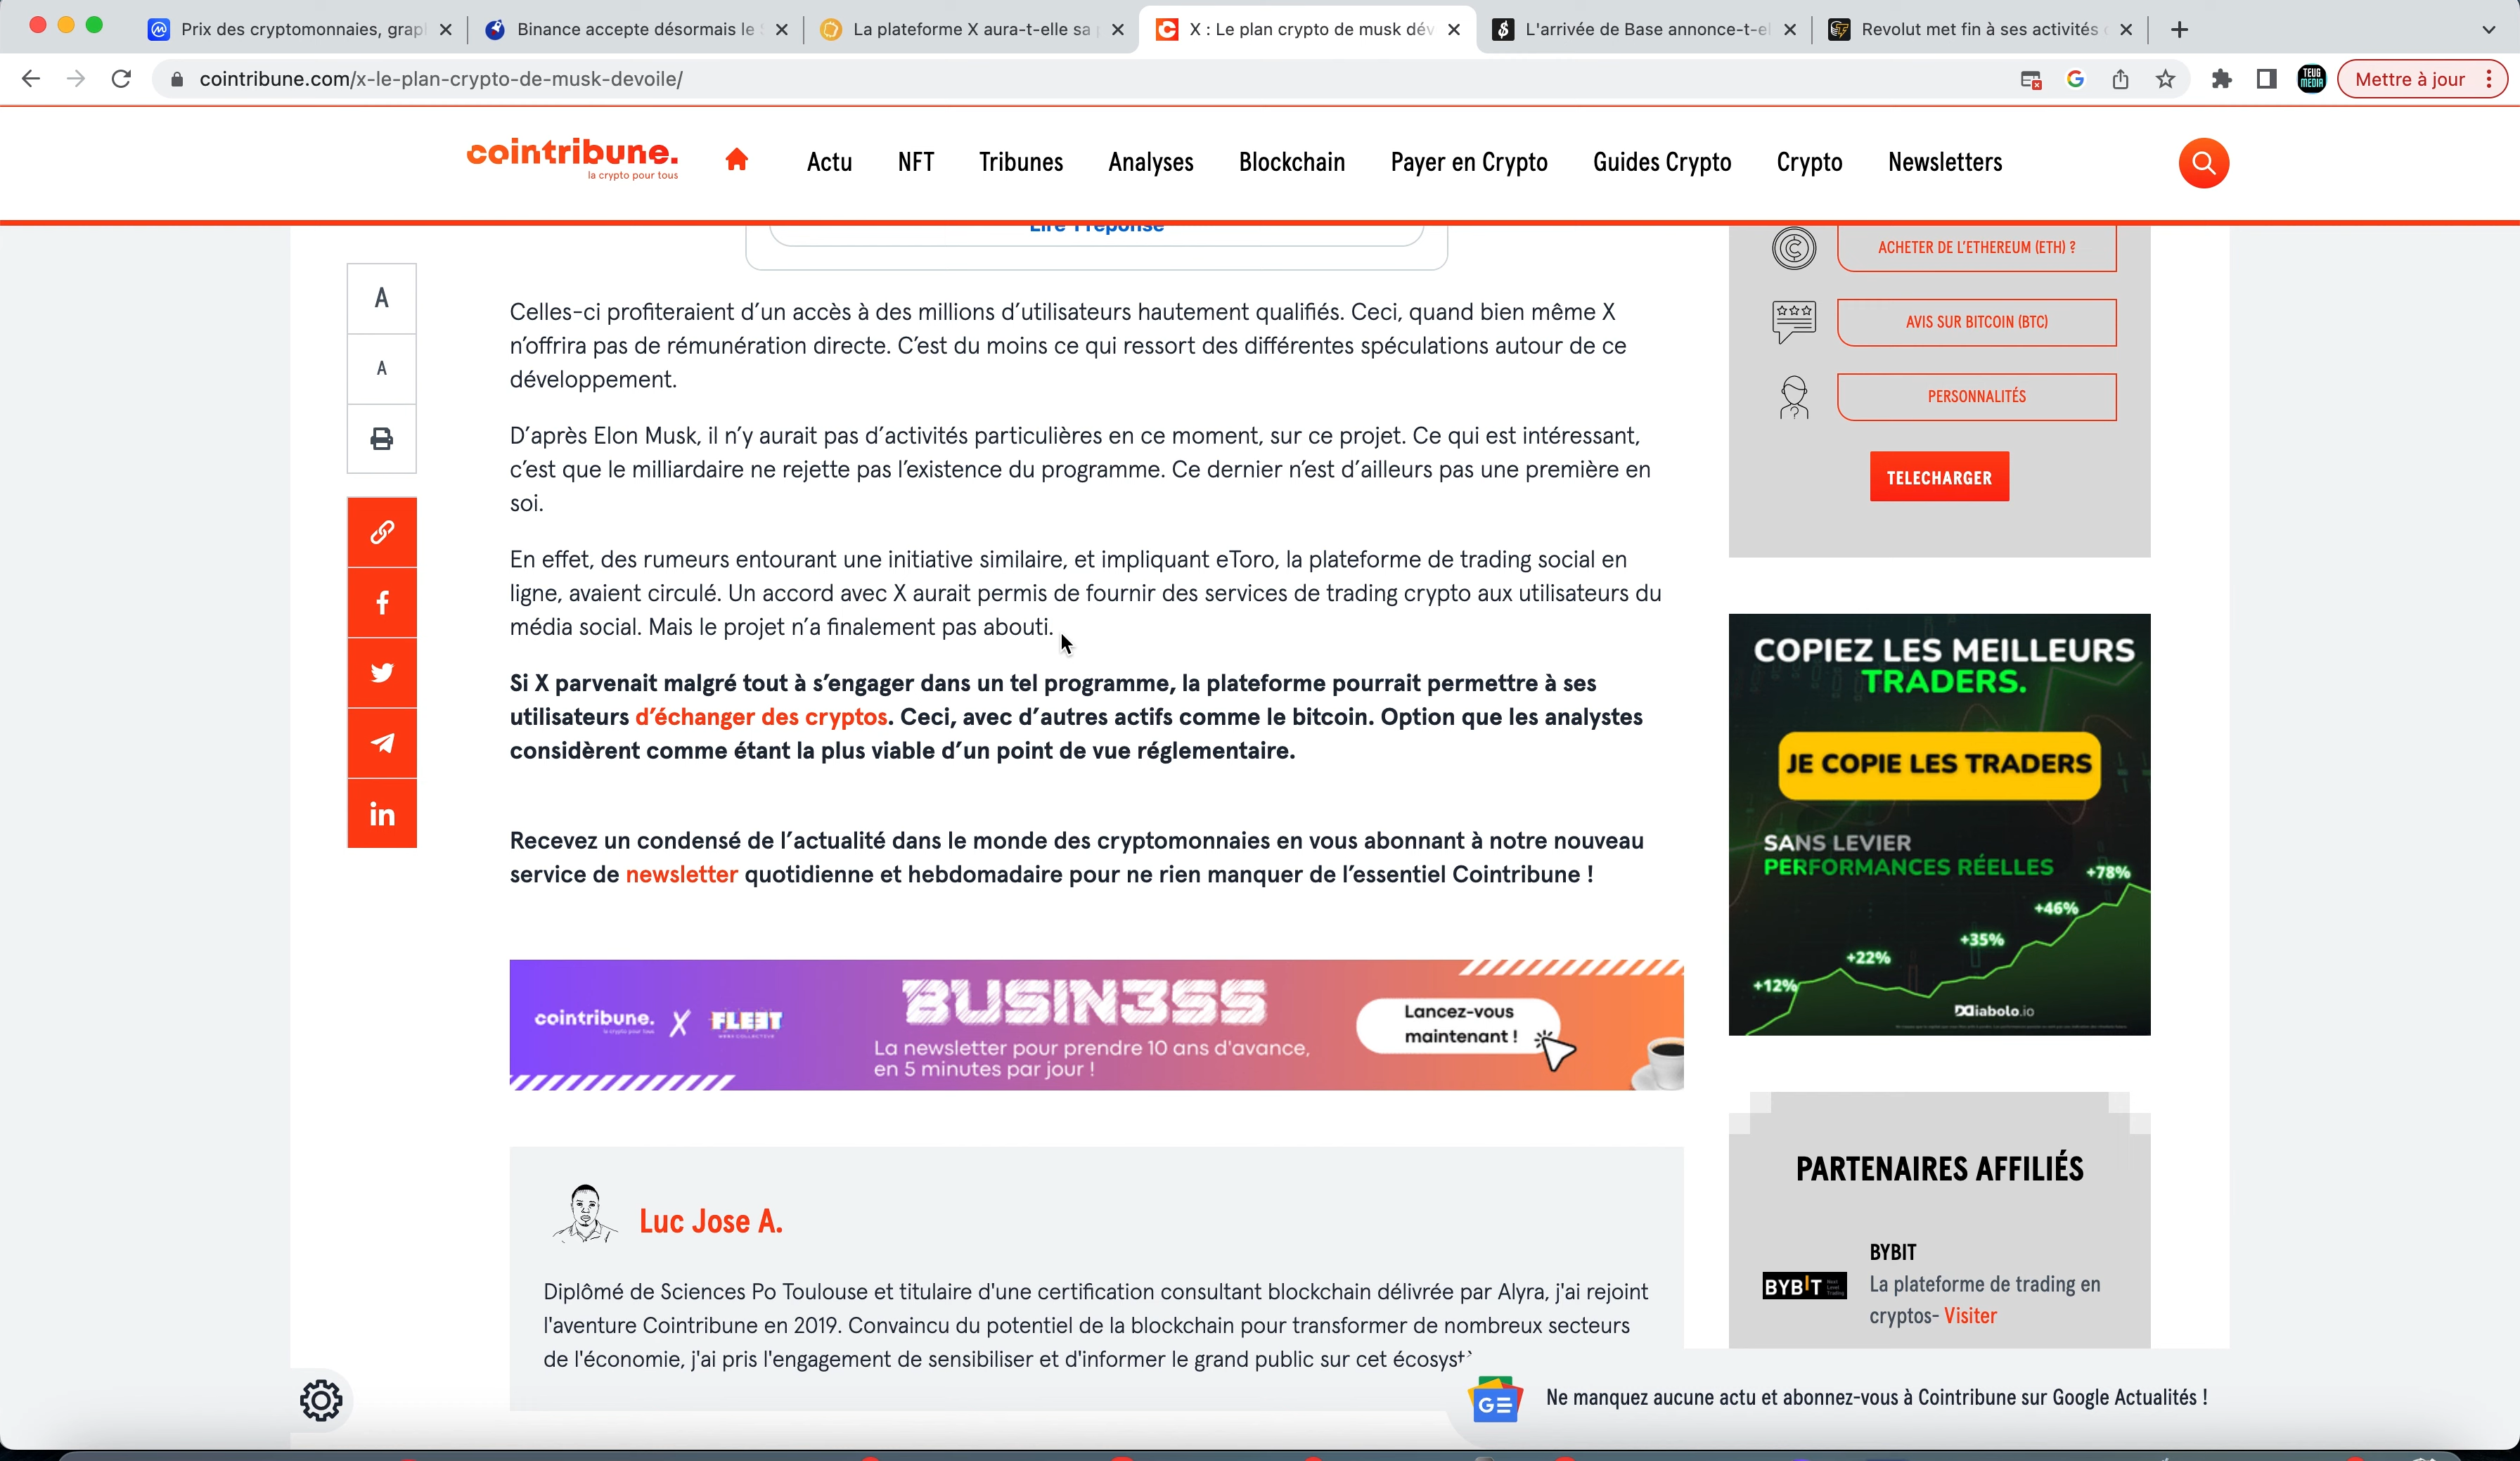 Prix des cryptomonnaies, grap
Binance accepte désormais le
La plateforme X aura-t-elle sa
X : Le plan crypto de musk dév
L'arrivée de Base annonce-t-el
Revolut met fin à ses activités
cointribune.com/x-le-plan-crypto-de-musk-devoile/
TEUG
MEDIA
Mettre à jour
cointribune.
la crypto pour tous
Actu
NFT
Tribunes
Analyses
Blockchain
Payer en Crypto
Guides Crypto
Crypto
Newsletters
Lire 1 réponse
A
A
Celles-ci profiteraient d’un accès à des millions d’utilisateurs hautement qualifiés. Ceci, quand bien même X
n’offrira pas de rémunération directe. C’est du moins ce qui ressort des différentes spéculations autour de ce
développement.
D’après Elon Musk, il n’y aurait pas d’activités particulières en ce moment, sur ce projet. Ce qui est intéressant,
c’est que le milliardaire ne rejette pas l’existence du programme. Ce dernier n’est d’ailleurs pas une première en
soi.
En effet, des rumeurs entourant une initiative similaire, et impliquant eToro, la plateforme de trading social en
ligne, avaient circulé. Un accord avec X aurait permis de fournir des services de trading crypto aux utilisateurs du
média social. Mais le projet n’a finalement pas abouti.
Si X parvenait malgré tout à s’engager dans un tel programme, la plateforme pourrait permettre à ses
utilisateurs d’échanger des cryptos. Ceci, avec d’autres actifs comme le bitcoin. Option que les analystes
considèrent comme étant la plus viable d’un point de vue réglementaire.
Recevez un condensé de l’actualité dans le monde des cryptomonnaies en vous abonnant à notre nouveau
service de newsletter quotidienne et hebdomadaire pour ne rien manquer de l’essentiel Cointribune !
cointribune.
la crypto pour tous
X
FLEET
BUSIN3SS
La newsletter pour prendre 10 ans d'avance,
en 5 minutes par jour !
Lancez-vous
maintenant !
Luc Jose A.
Diplômé de Sciences Po Toulouse et titulaire d'une certification consultant blockchain délivrée par Alyra, j'ai rejoint
l'aventure Cointribune en 2019. Convaincu du potentiel de la blockchain pour transformer de nombreux secteurs
de l'économie, j'ai pris l'engagement de sensibiliser et d'informer le grand public sur cet écosyst
ACHETER DE L’ETHEREUM (ETH) ?
AVIS SUR BITCOIN (BTC)
PERSONNALITÉS
TELECHARGER
COPIEZ LES MEILLEURS
TRADERS.
JE COPIE LES TRADERS
SANS LEVIER
PERFORMANCES RÉELLES
+78%
+46%
+35%
+22%
+12%
Diabolo.io
PARTENAIRES AFFILIÉS
BYBIT
BYBIT
La plateforme de trading en
cryptos- Visiter
GE
Ne manquez aucune actu et abonnez-vous à Cointribune sur Google Actualités !